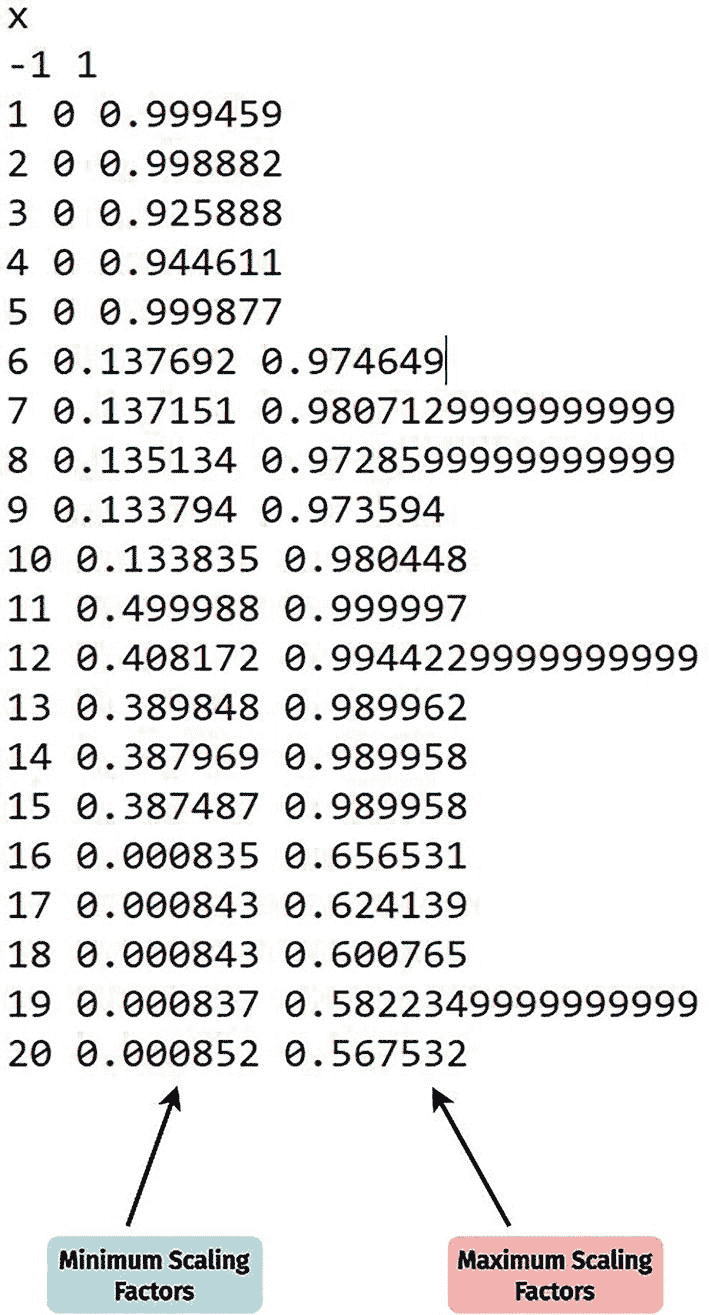 x
-1 1
1 0 0.999459
2 0 0.998882
3 0 0.925888
4 0 0.944611
5 0 0.999877
6 0.137692 0.974649
7 0.137151 0.9807129999999999
8 0.135134 0.9728599999999999
9 0.133794 0.973594
10 0.133835 0.980448
11 0.499988 0.999997
12 0.408172 0.9944229999999999
13 0.389848 0.989962
14 0.387969 0.989958
15 0.387487 0.989958
16 0.000835 0.656531
17 0.000843 0.624139
18 0.000843 0.600765
19 0.000837 0.5822349999999999
20 0.000852 0.567532
Minimum Scaling
Factors
Maximum Scaling
Factors